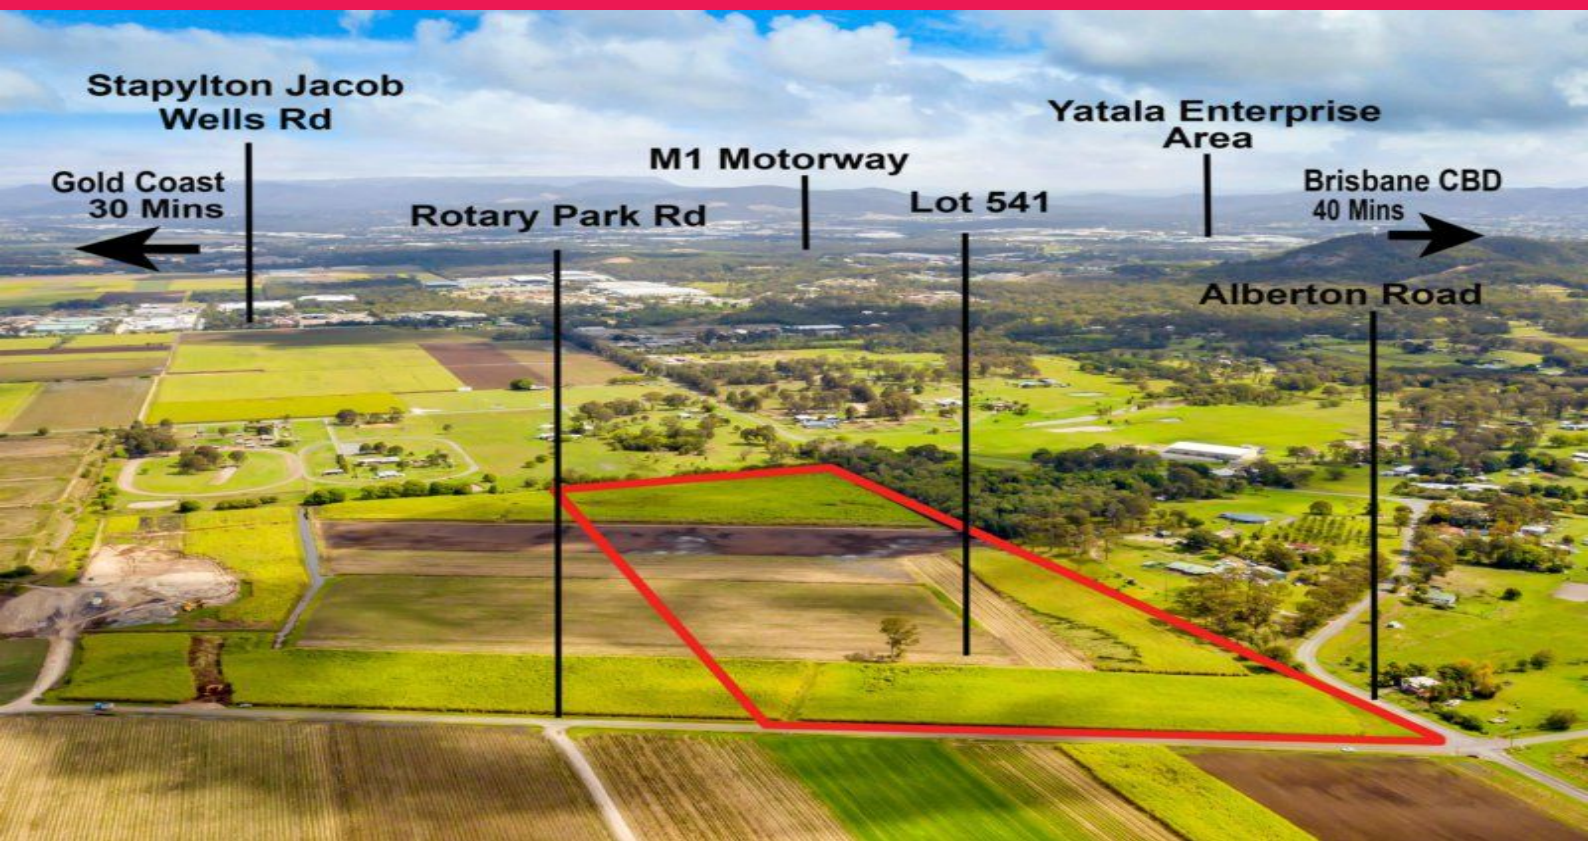 Stapylton Jacob
Wells Rd
Gold Coast
30 Mins
Rotary Park Rd
M1 Motorway
Lot 541
Yatala Enterprise
Area
Brisbane CBD
40 Mins
Alberton Road